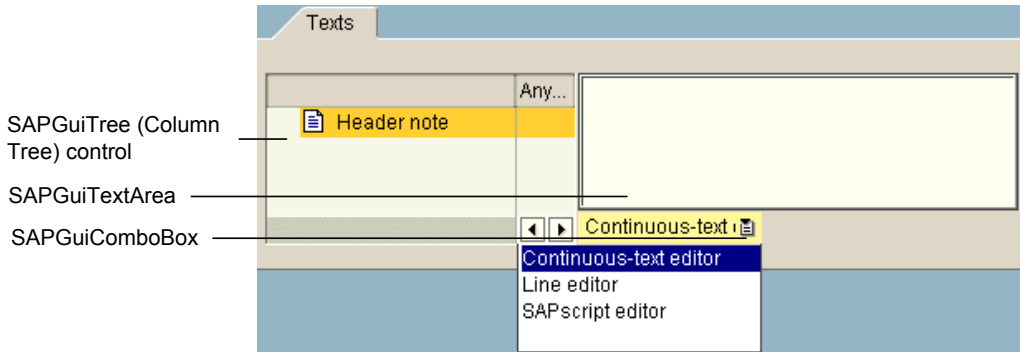 Texts
Any...
Header note
SAPGuiTree (Column
Tree) control
SAPGuiTextArea
SAPGuiComboBox
Continuous-text
Continuous-text editor
Line editor
SAPscript editor